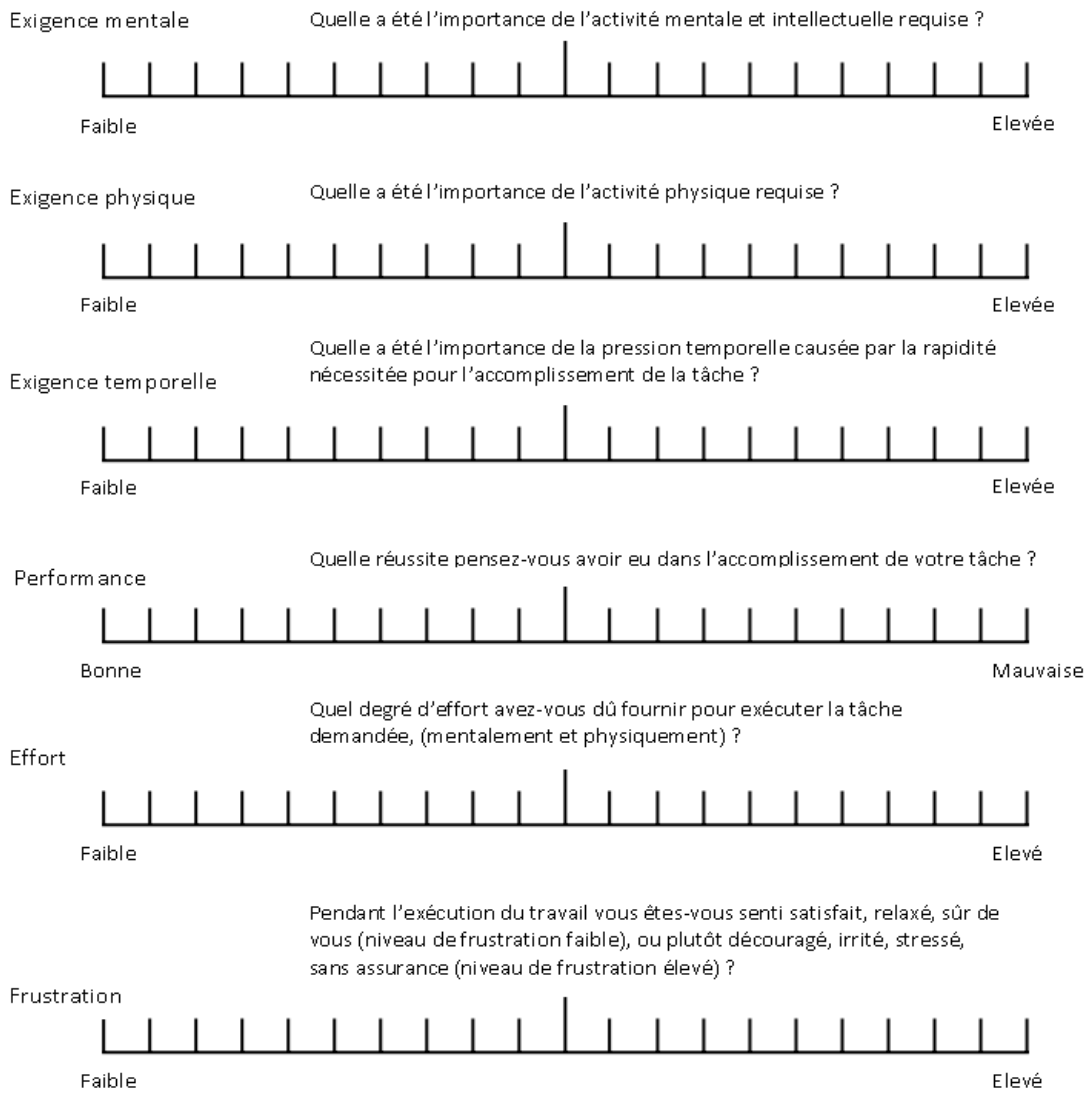 Exigence mentale
Quelle a été l’importance de l’activité mentale et intellectuelle requise ?
Faible
Elevée
Exigence physique
Quelle a été l’importance de l’activité physique requise ?
Faible
Elevée
Quelle a été l’importance de la pression temporelle causée par la rapidité
nécessitée pour l’accomplissement de la tâche ?
Exigence temporelle
Faible
Elevée
Quelle réussite pensez-vous avoir eu dans l’accomplissement de votre tâche ?
Performance
Bonne
Mauvaise
Quel degré d’effort avez-vous dû fournir pour exécuter la tâche
demandée, (mentalement et physiquement) ?
Effort
Faible
Elevé
Pendant l’exécution du travail vous êtes-vous senti satisfait, relaxé, sûr de
vous (niveau de frustration faible), ou plutôt découragé, irrité, stressé,
sans assurance (niveau de frustration élevé) ?
Frustration
Faible
Elevé